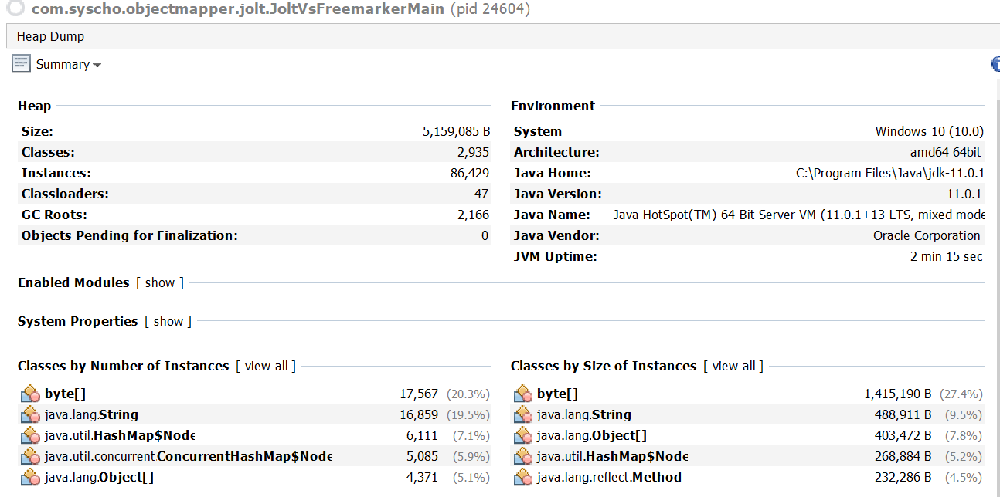 com.syscho.objectmapper.jolt.JoltVsFreemarkerMain (pid 24604)
Heap Dump
Summary
Heap
Size: 5,159,085 B
Classes: 2,935
Instances: 86,429
Classloaders: 47
GC Roots: 2,166
Objects Pending for Finalization: 0
Environment
System Windows 10 (10.0)
Architecture: amd64 64bit
Java Home: C:\Program Files\Java\jdk-11.0.1
Java Version: 11.0.1
Java Name: Java HotSpot(TM) 64-Bit Server VM (11.0.1+13-LTS, mixed mode
Java Vendor: Oracle Corporation
JVM Uptime: 2 min 15 sec
Enabled Modules [ show ]
System Properties [ show ]
Classes by Number of Instances [ view all ]
byte[] 17,567 (20.3%)
java.lang.String 16,859 (19.5%)
java.util.HashMap$Node 6,111 (7.1%)
java.util.concurrent.ConcurrentHashMap$Node 5,085 (5.9%)
java.lang.Object[] 4,371 (5.1%)
Classes by Size of Instances [ view all ]
byte[] 1,415,190 B (27.4%)
java.lang.String 488,911 B (9.5%)
java.lang.Object[] 403,472 B (7.8%)
java.util.HashMap$Node 268,884 B (5.2%)
java.lang.reflect.Method 232,286 B (4.5%)